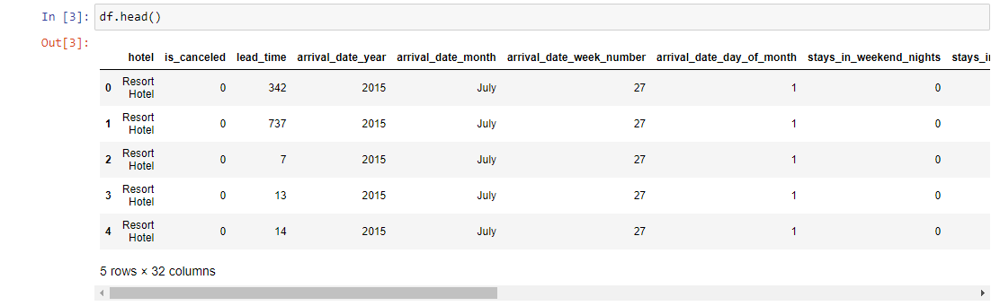 In [3]: df.head()
Out[3]:
hotel is_canceled lead_time arrival_date_year arrival_date_month arrival_date_week_number arrival_date_day_of_month stays_in_weekend_nights stays_i
0 Resort Hotel 0 342 2015 July 27 1 0
1 Resort Hotel 0 737 2015 July 27 1 0
2 Resort Hotel 0 7 2015 July 27 1 0
3 Resort Hotel 0 13 2015 July 27 1 0
4 Resort Hotel 0 14 2015 July 27 1 0
5 rows × 32 columns